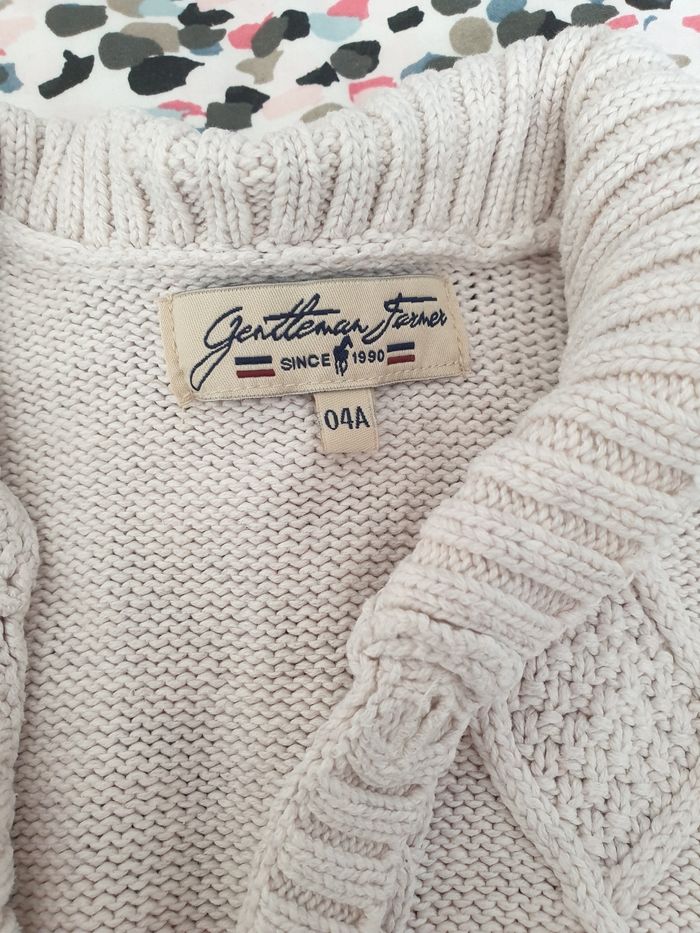 Gentleman Farmer
SINCE 1990
04A